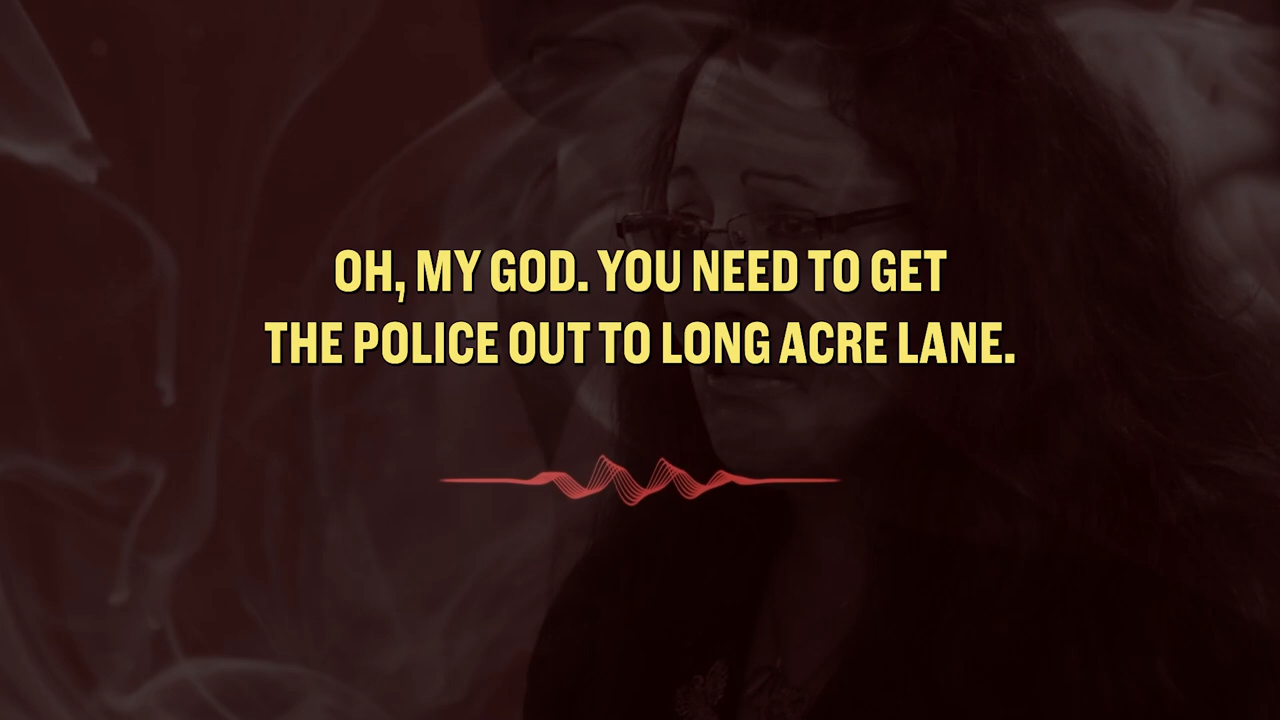 OH, MY GOD. YOU NEED TO GET
THE POLICE OUT TO LONG ACRE LANE.